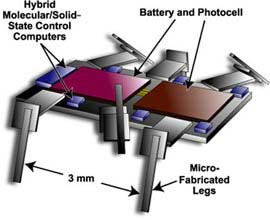 Hybrid
Molecular/Solid-
State Control
Computers
Battery and Photocell
3 mm
Micro-
Fabricated
Legs